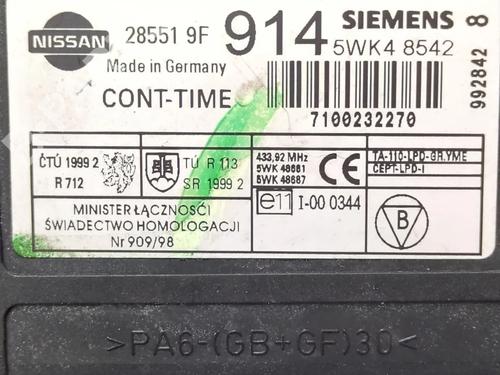 NISSAN
28551 9F 914
Made in Germany
CONT-TIME
SIEMENS
5WK4 8542
7100232270
992842 8
ČTÚ 1999 2
R 712
TÚ R 113
SR 1999 2
433,92 MHz
5WK 48681
5WK 48687
CE
TA-110-LPD-GR.YME
CEPT-LPD-I
MINISTER ŁĄCZNOŚCI
ŚWIADECTWO HOMOLOGACJI
Nr 909/98
e11 I-00 0344
B
>PA6-(GB+GF)30<